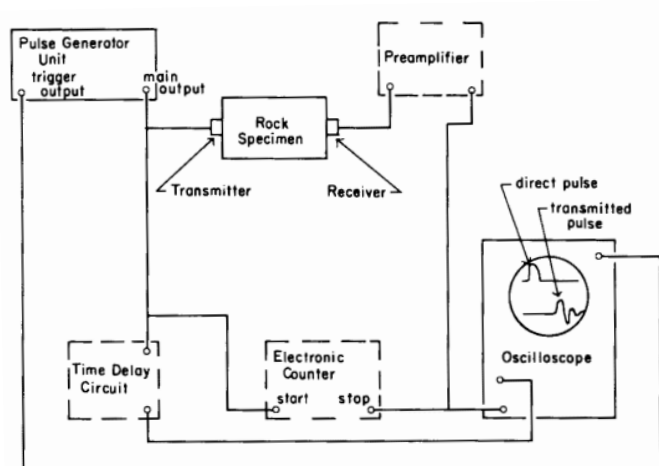 Pulse Generator
Unit
trigger
output
main
output
Preamplifier
Rock
Specimen
Transmitter
Receiver
direct pulse
transmitted
pulse
Oscilloscope
Time Delay
Circuit
Electronic
Counter
start
stop